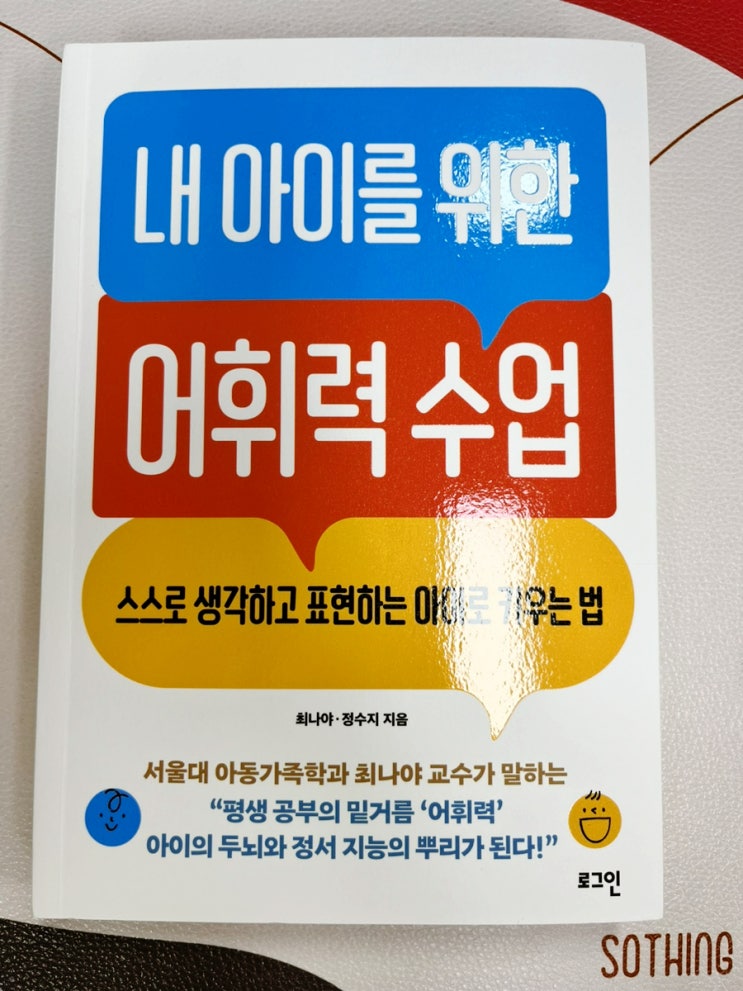 내 아이를 위한
어휘력 수업
스스로 생각하고 표현하는 아이로 키우는 법
최나야·정수지 지음
서울대 아동가족학과 최나야 교수가 말하는
“평생 공부의 밑거름 ‘어휘력’
아이의 두뇌와 정서 지능의 뿌리가 된다!”
로그인
SOTHING